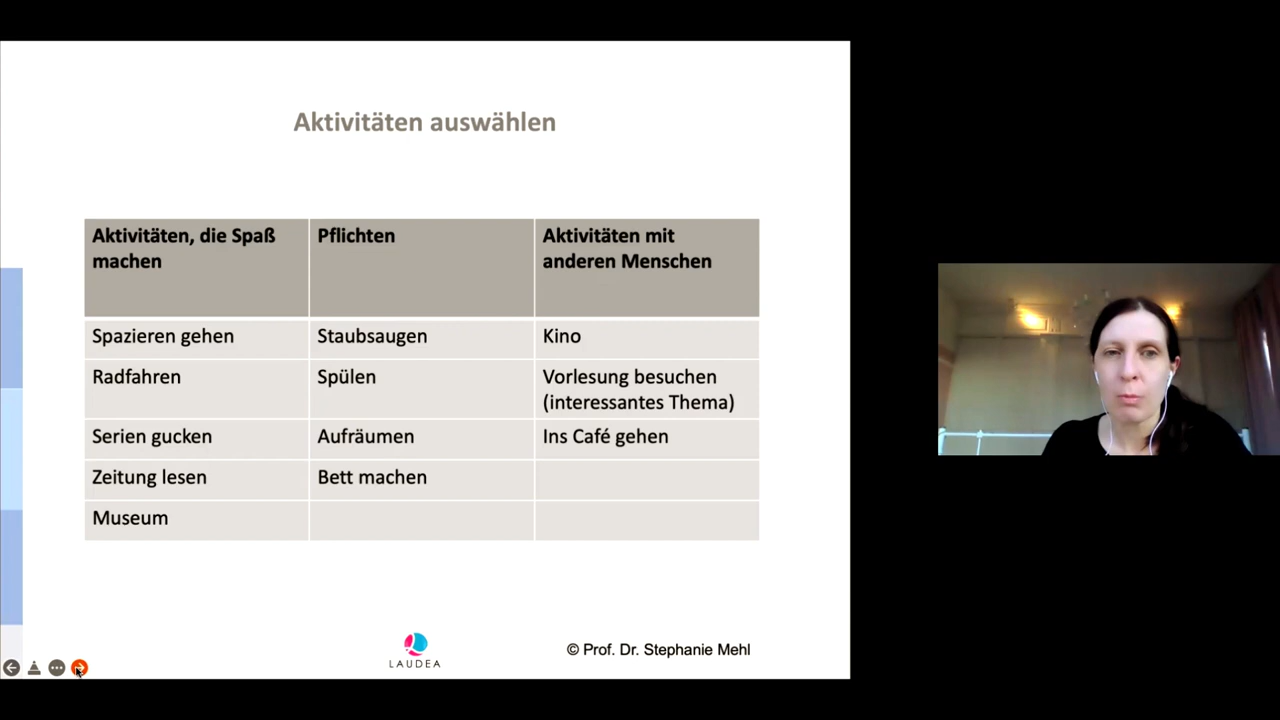 Aktivitäten auswählen
Aktivitäten, die Spaß
machen
Pflichten
Aktivitäten mit
anderen Menschen
Spazieren gehen
Staubsaugen
Kino
Radfahren
Spülen
Vorlesung besuchen
(interessantes Thema)
Serien gucken
Aufräumen
Ins Café gehen
Zeitung lesen
Bett machen
Museum
LAUDEA
© Prof. Dr. Stephanie Mehl